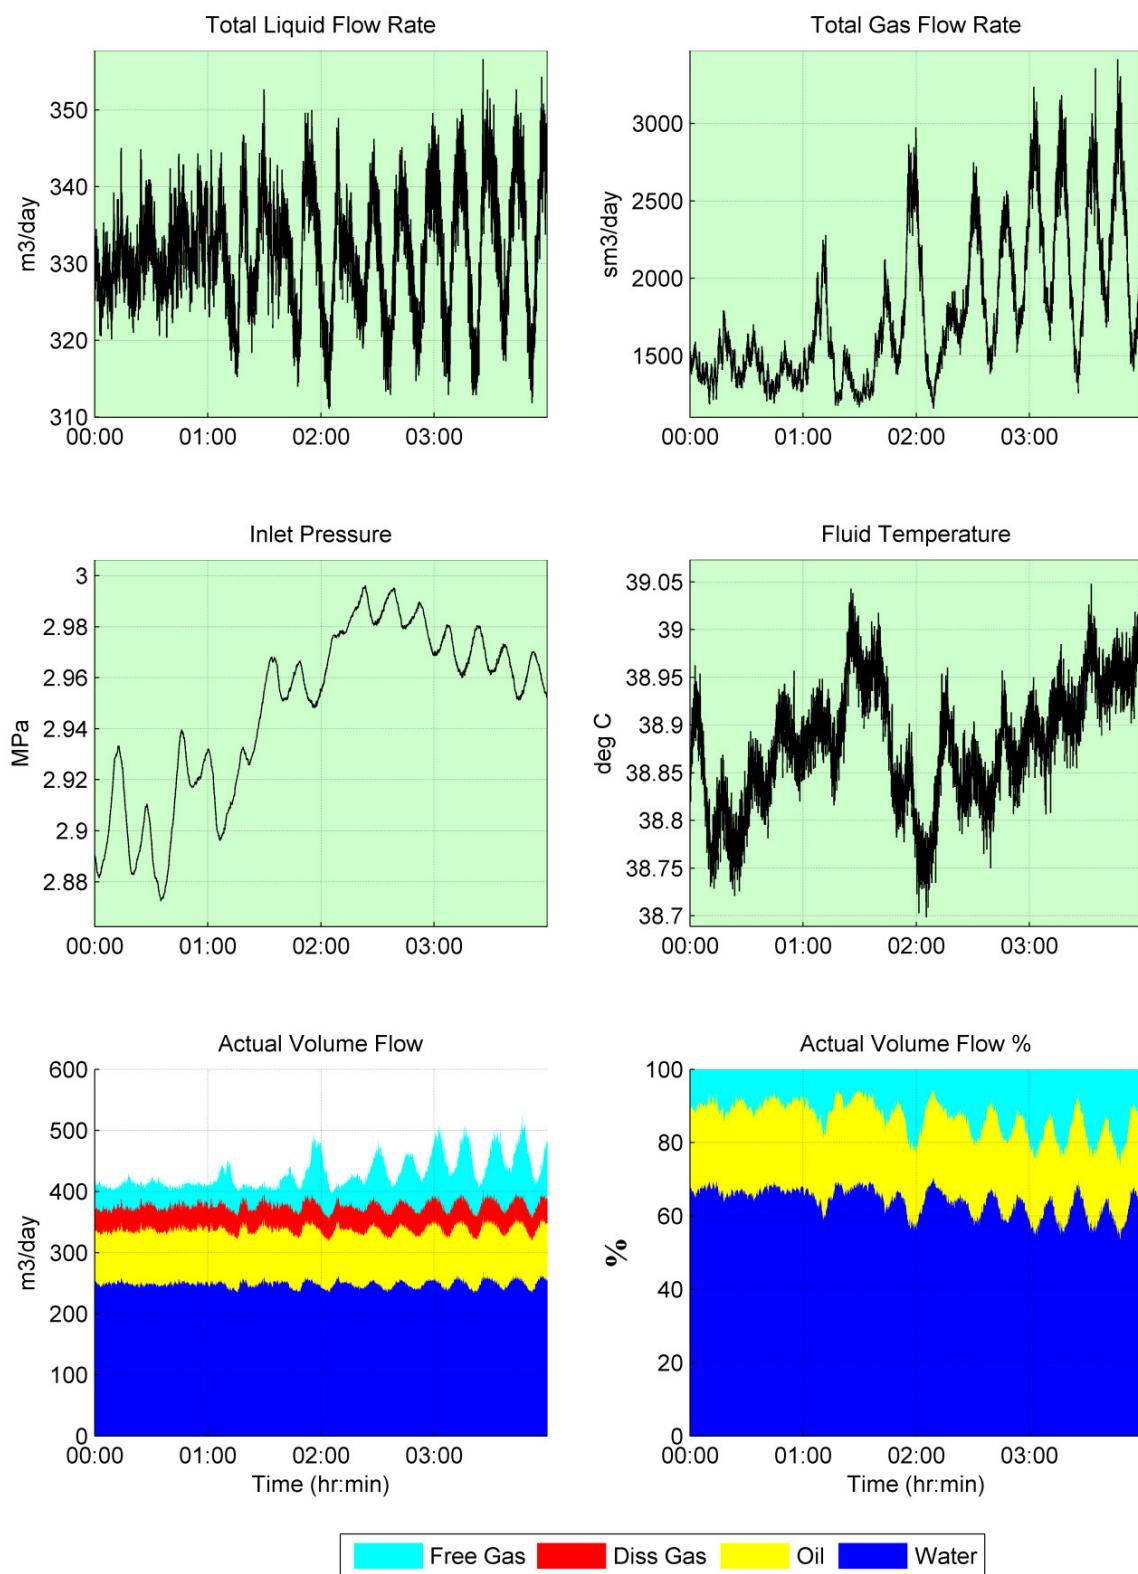 Total Liquid Flow Rate
m3/day
350
340
330
320
310
00:00 01:00 02:00 03:00
Total Gas Flow Rate
sm3/day
3000
2500
2000
1500
00:00 01:00 02:00 03:00
Inlet Pressure
MPa
3
2.98
2.96
2.94
2.92
2.9
2.88
00:00 01:00 02:00 03:00
Fluid Temperature
deg C
39.05
39
38.95
38.9
38.85
38.8
38.75
38.7
00:00 01:00 02:00 03:00
Actual Volume Flow
m3/day
600
500
400
300
200
100
0
00:00 01:00 02:00 03:00
Time (hr:min)
Actual Volume Flow %
%
100
80
60
40
20
0
00:00 01:00 02:00 03:00
Time (hr:min)
Free Gas Diss Gas Oil Water